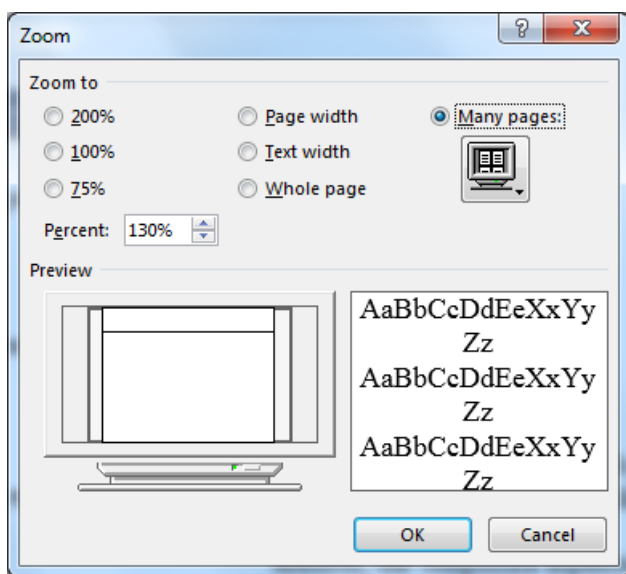 Zoom
Zoom to
200%
Page width
Many pages:
100%
Text width
75%
Whole page
Percent: 130%
Preview
AaBbCcDdEeXxYy
Zz
AaBbCcDdEeXxYy
Zz
AaBbCcDdEeXxYy
Zz
OK
Cancel